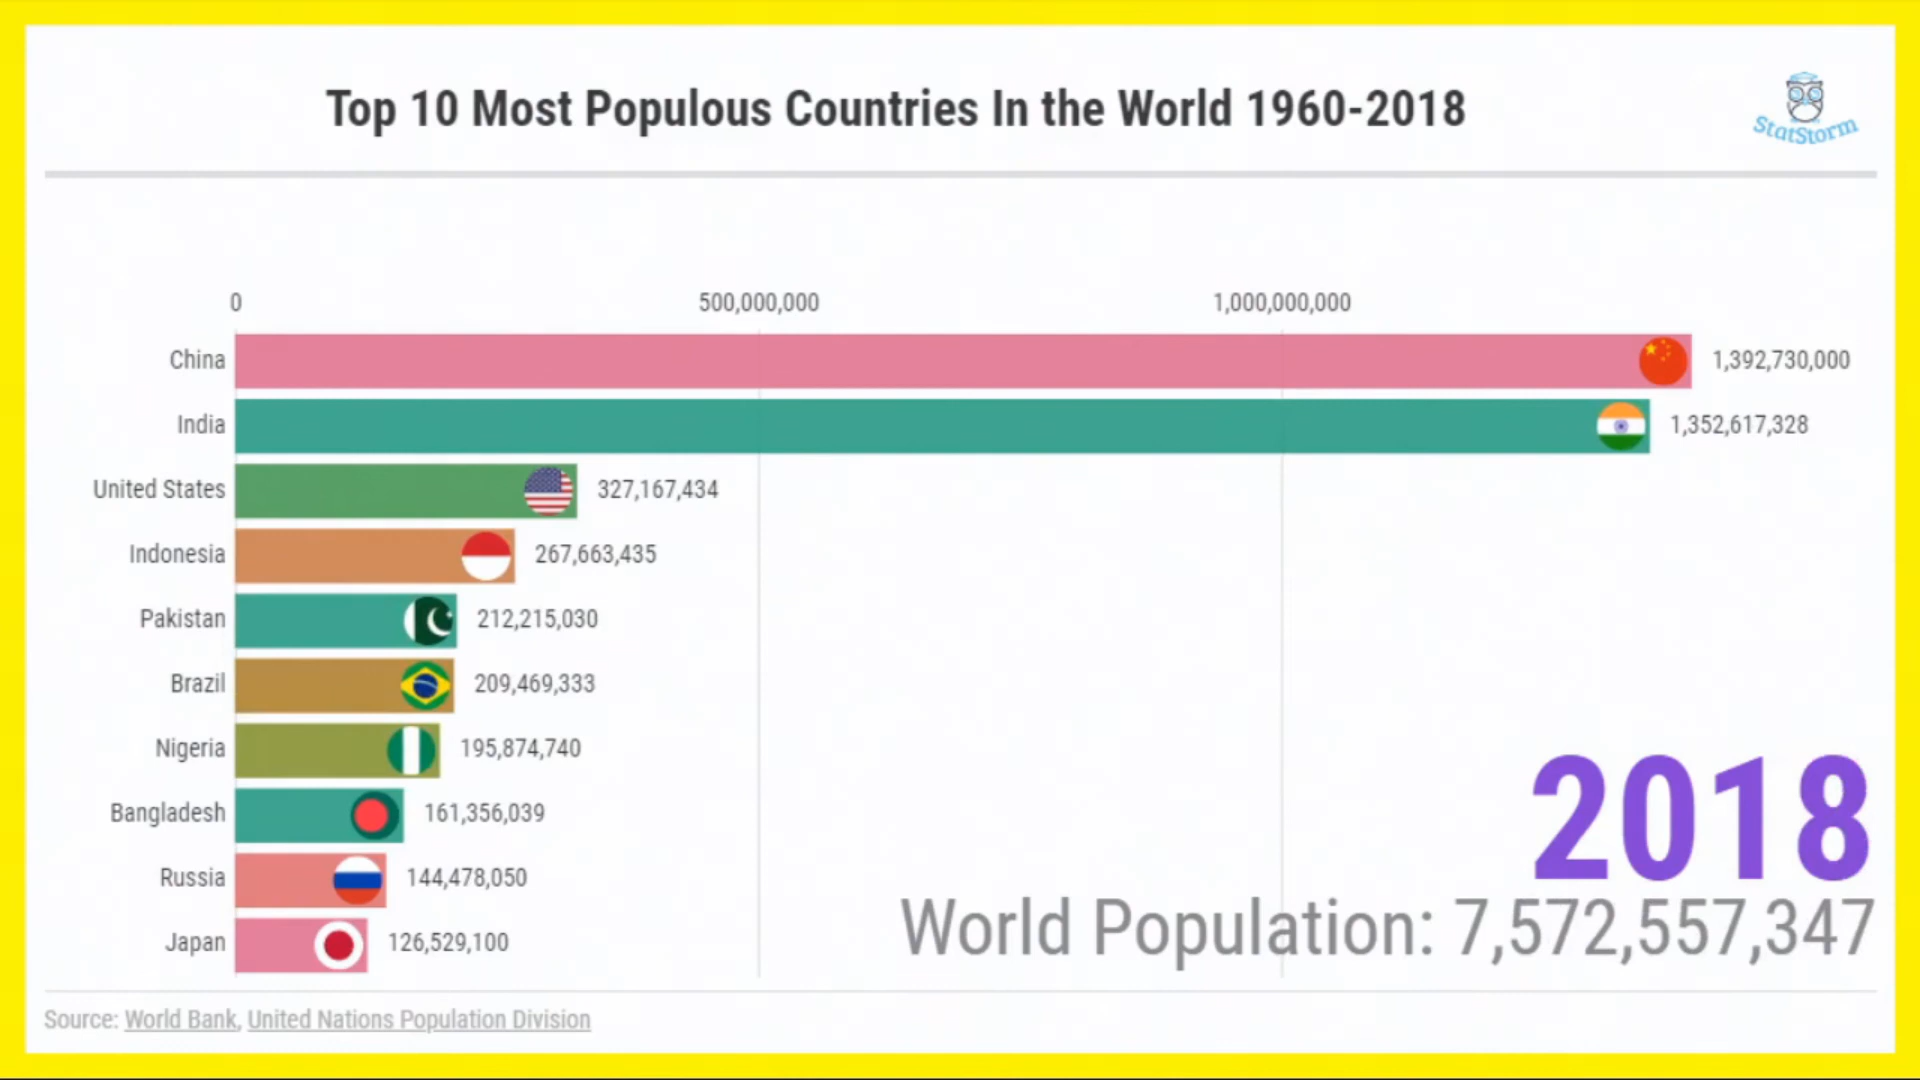 Top 10 Most Populous Countries In the World 1960-2018
StatStorm
0 500,000,000 1,000,000,000
China 1,392,730,000
India 1,352,617,328
United States 327,167,434
Indonesia 267,663,435
Pakistan 212,215,030
Brazil 209,469,333
Nigeria 195,874,740
Bangladesh 161,356,039
Russia 144,478,050
Japan 126,529,100
2018
World Population: 7,572,557,347
Source: World Bank, United Nations Population Division